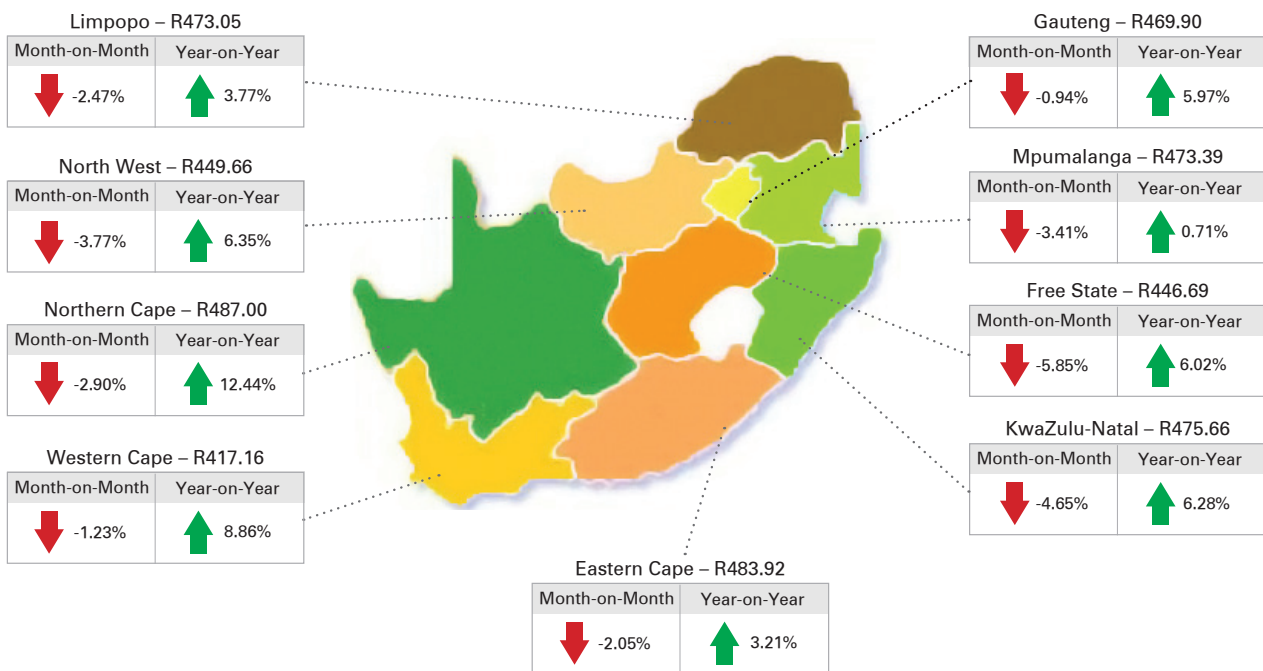 Limpopo – R473.05
Month-on-Month Year-on-Year
-2.47% 3.77%
North West – R449.66
Month-on-Month Year-on-Year
-3.77% 6.35%
Northern Cape – R487.00
Month-on-Month Year-on-Year
-2.90% 12.44%
Western Cape – R417.16
Month-on-Month Year-on-Year
-1.23% 8.86%
Gauteng – R469.90
Month-on-Month Year-on-Year
-0.94% 5.97%
Mpumalanga – R473.39
Month-on-Month Year-on-Year
-3.41% 0.71%
Free State – R446.69
Month-on-Month Year-on-Year
-5.85% 6.02%
KwaZulu-Natal – R475.66
Month-on-Month Year-on-Year
-4.65% 6.28%
Eastern Cape – R483.92
Month-on-Month Year-on-Year
-2.05% 3.21%